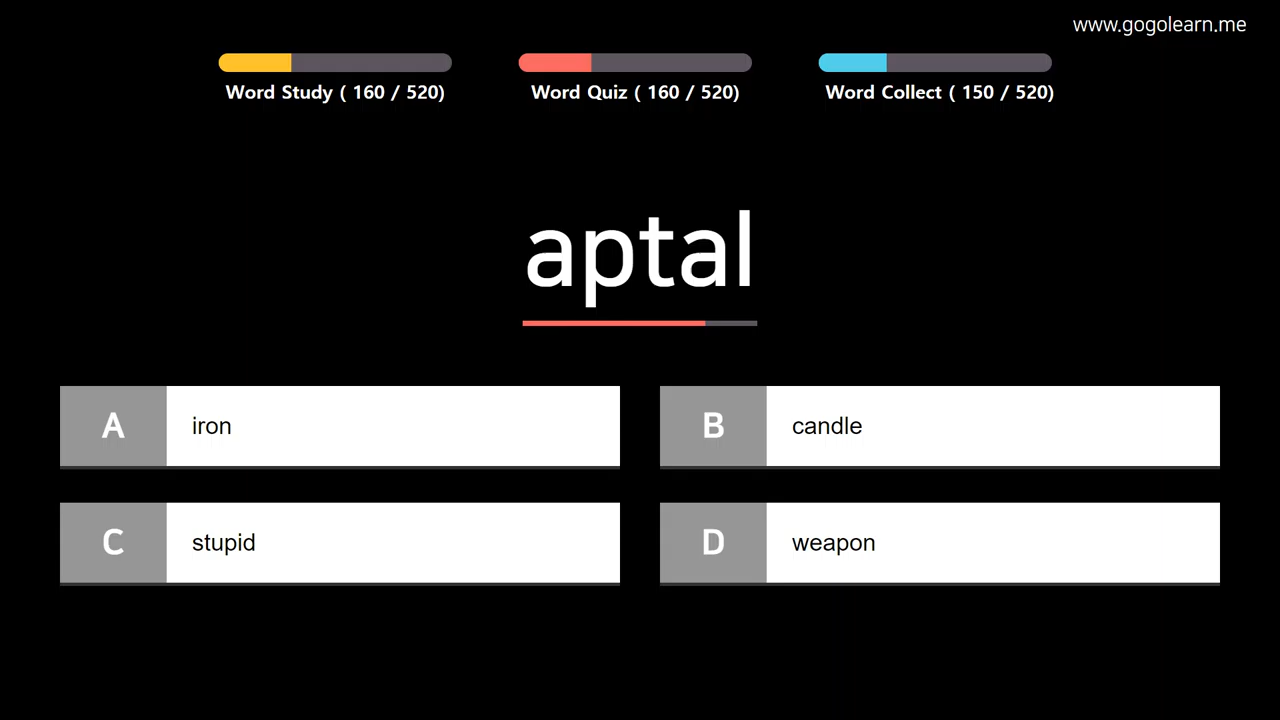 www.gogolearn.me
Word Study ( 160 / 520)
Word Quiz ( 160 / 520)
Word Collect ( 150 / 520)
aptal
A
iron
B
candle
C
stupid
D
weapon